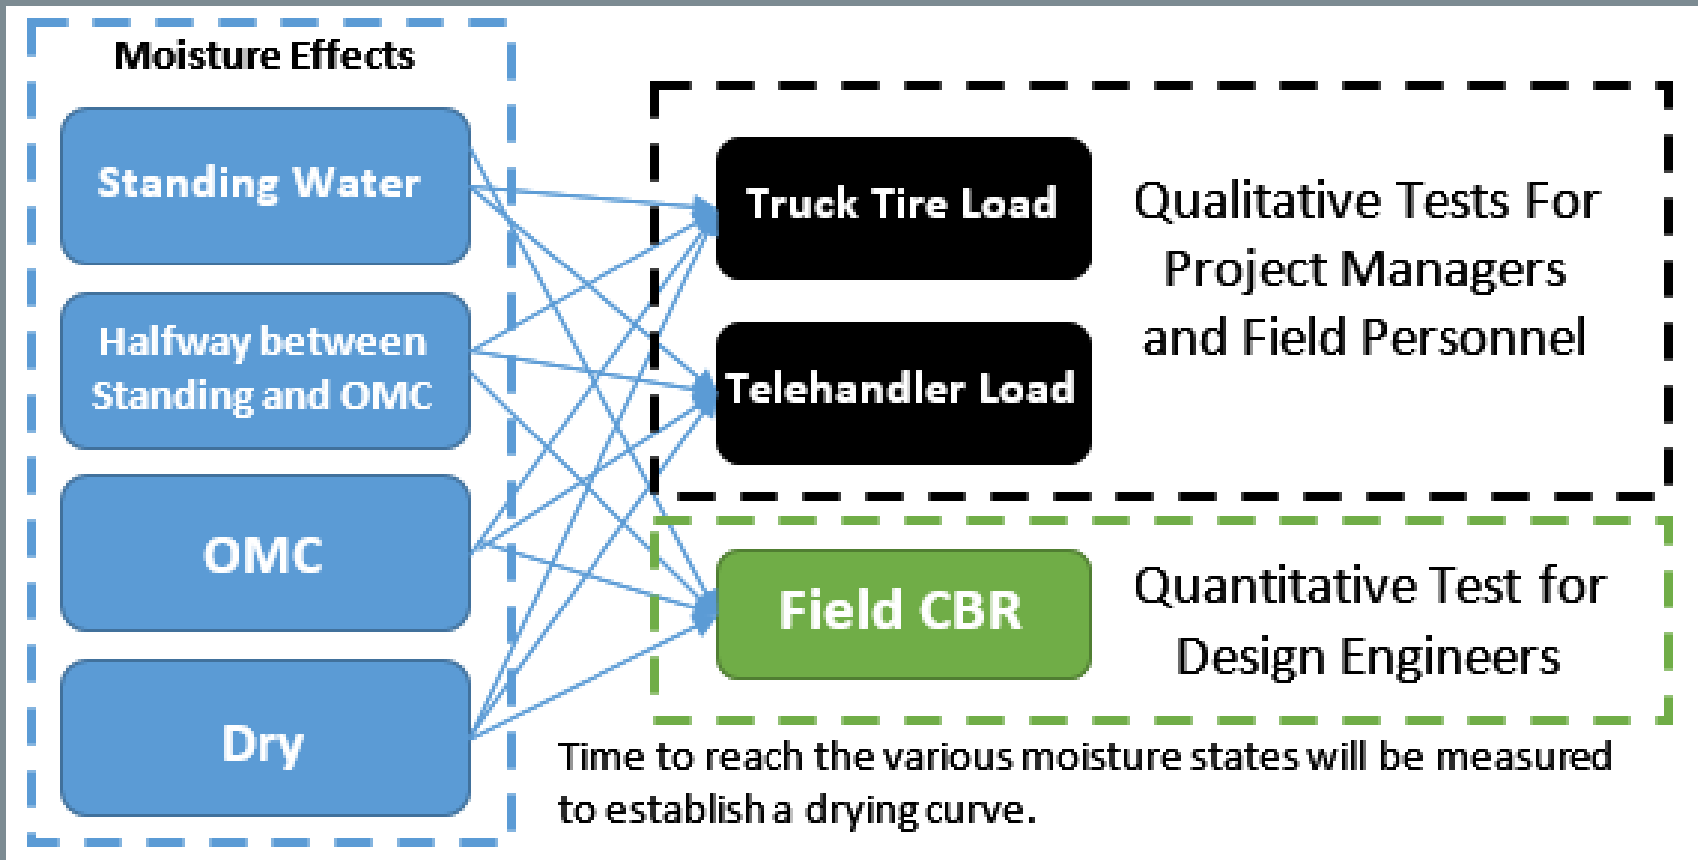 Moisture Effects
Standing Water
Halfway between
Standing and OMC
OMC
Dry
Truck Tire Load
Telehandler Load
Qualitative Tests For
Project Managers
and Field Personnel
Field CBR
Quantitative Test for
Design Engineers
Time to reach the various moisture states will be measured
to establish a drying curve.